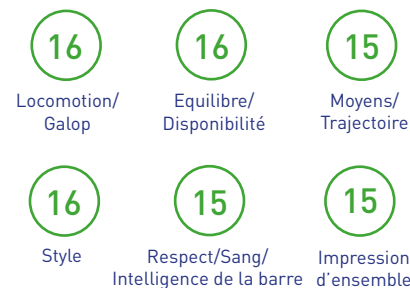 16 16 15
Locomotion/ Equilibre/ Moyens/
Galop Disponibilité Trajectoire
16 15 15
Style Respect/Sang/ Impression
Intelligence de la barre d'ensemble